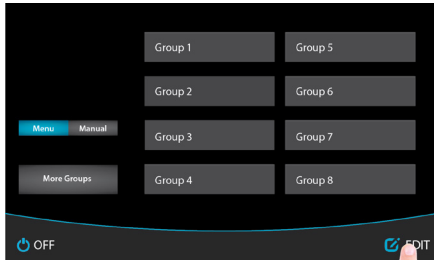 Group 1
Group 5
Group 2
Group 6
Menu
Manual
Group 3
Group 7
More Groups
Group 4
Group 8
OFF
EDIT